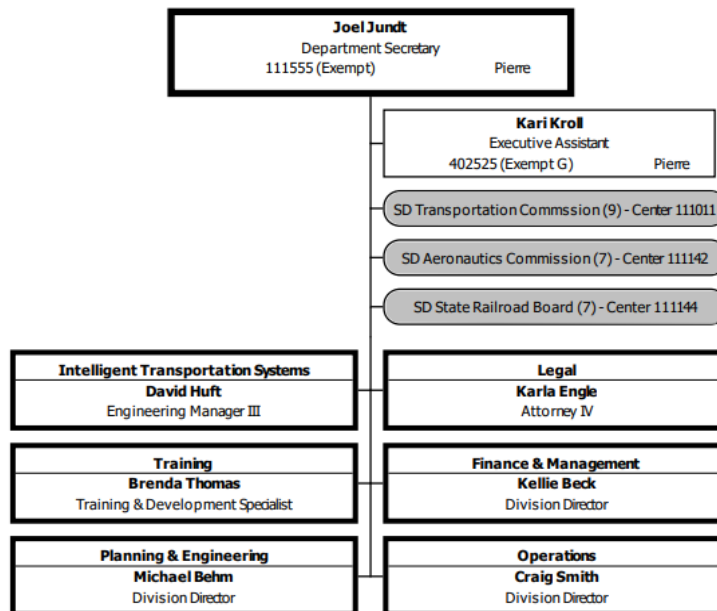 Joel Jundt
Department Secretary
111555 (Exempt) Pierre
Kari Kroll
Executive Assistant
402525 (Exempt G) Pierre
SD Transportation Commssion (9) - Center 111011
SD Aeronautics Commission (7) - Center 111142
SD State Railroad Board (7) - Center 111144
Intelligent Transportation Systems
David Huft
Engineering Manager III
Legal
Karla Engle
Attorney IV
Training
Brenda Thomas
Training & Development Specialist
Finance & Management
Kellie Beck
Division Director
Planning & Engineering
Michael Behm
Division Director
Operations
Craig Smith
Division Director